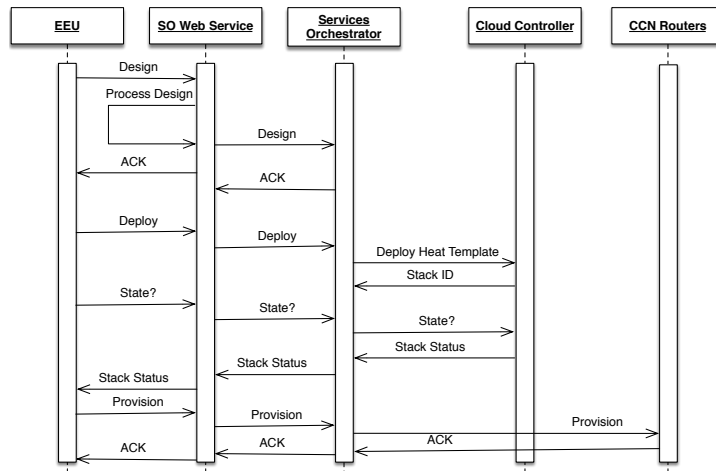 EEU
SO Web Service
Services
Orchestrator
Cloud Controller
CCN Routers
Design
Process Design
Design
ACK
ACK
Deploy
Deploy
Deploy Heat Template
Stack ID
State?
State?
State?
Stack Status
Stack Status
Stack Status
Provision
Provision
Provision
ACK
ACK
ACK